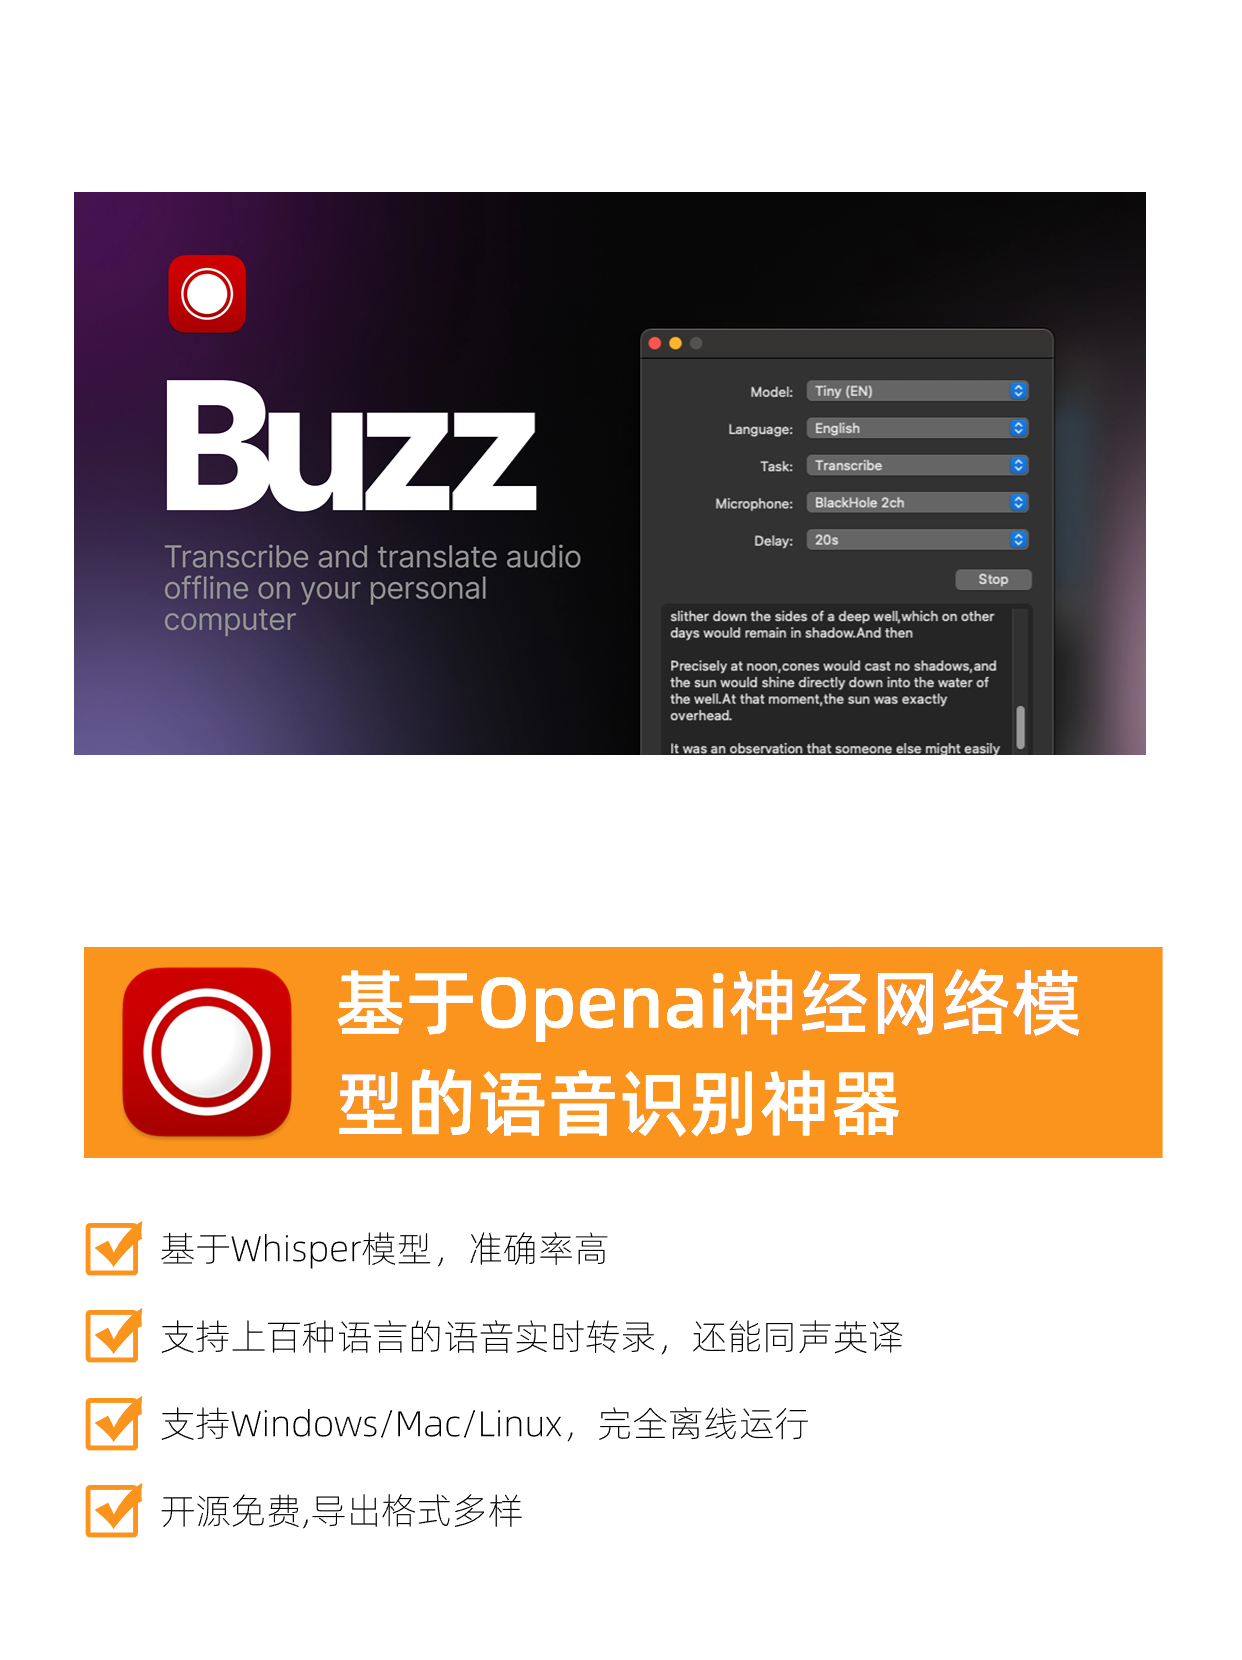 Buzz
Transcribe and translate audio
offline on your personal
computer
Model: Tiny (EN)
Language: English
Task: Transcribe
Microphone: BlackHole 2ch
Delay: 20s
Stop
slither down the sides of a deep well,which on other
days would remain in shadow.And then
Precisely at noon,cones would cast no shadows,and
the sun would shine directly down into the water of
the well.At that moment,the sun was exactly
overhead.
It was an observation that someone else might easily
基于Openai神经网络模
型的语音识别神器
基于Whisper模型，准确率高
支持上百种语言的语音实时转录，还能同声英译
支持Windows/Mac/Linux，完全离线运行
开源免费,导出格式多样